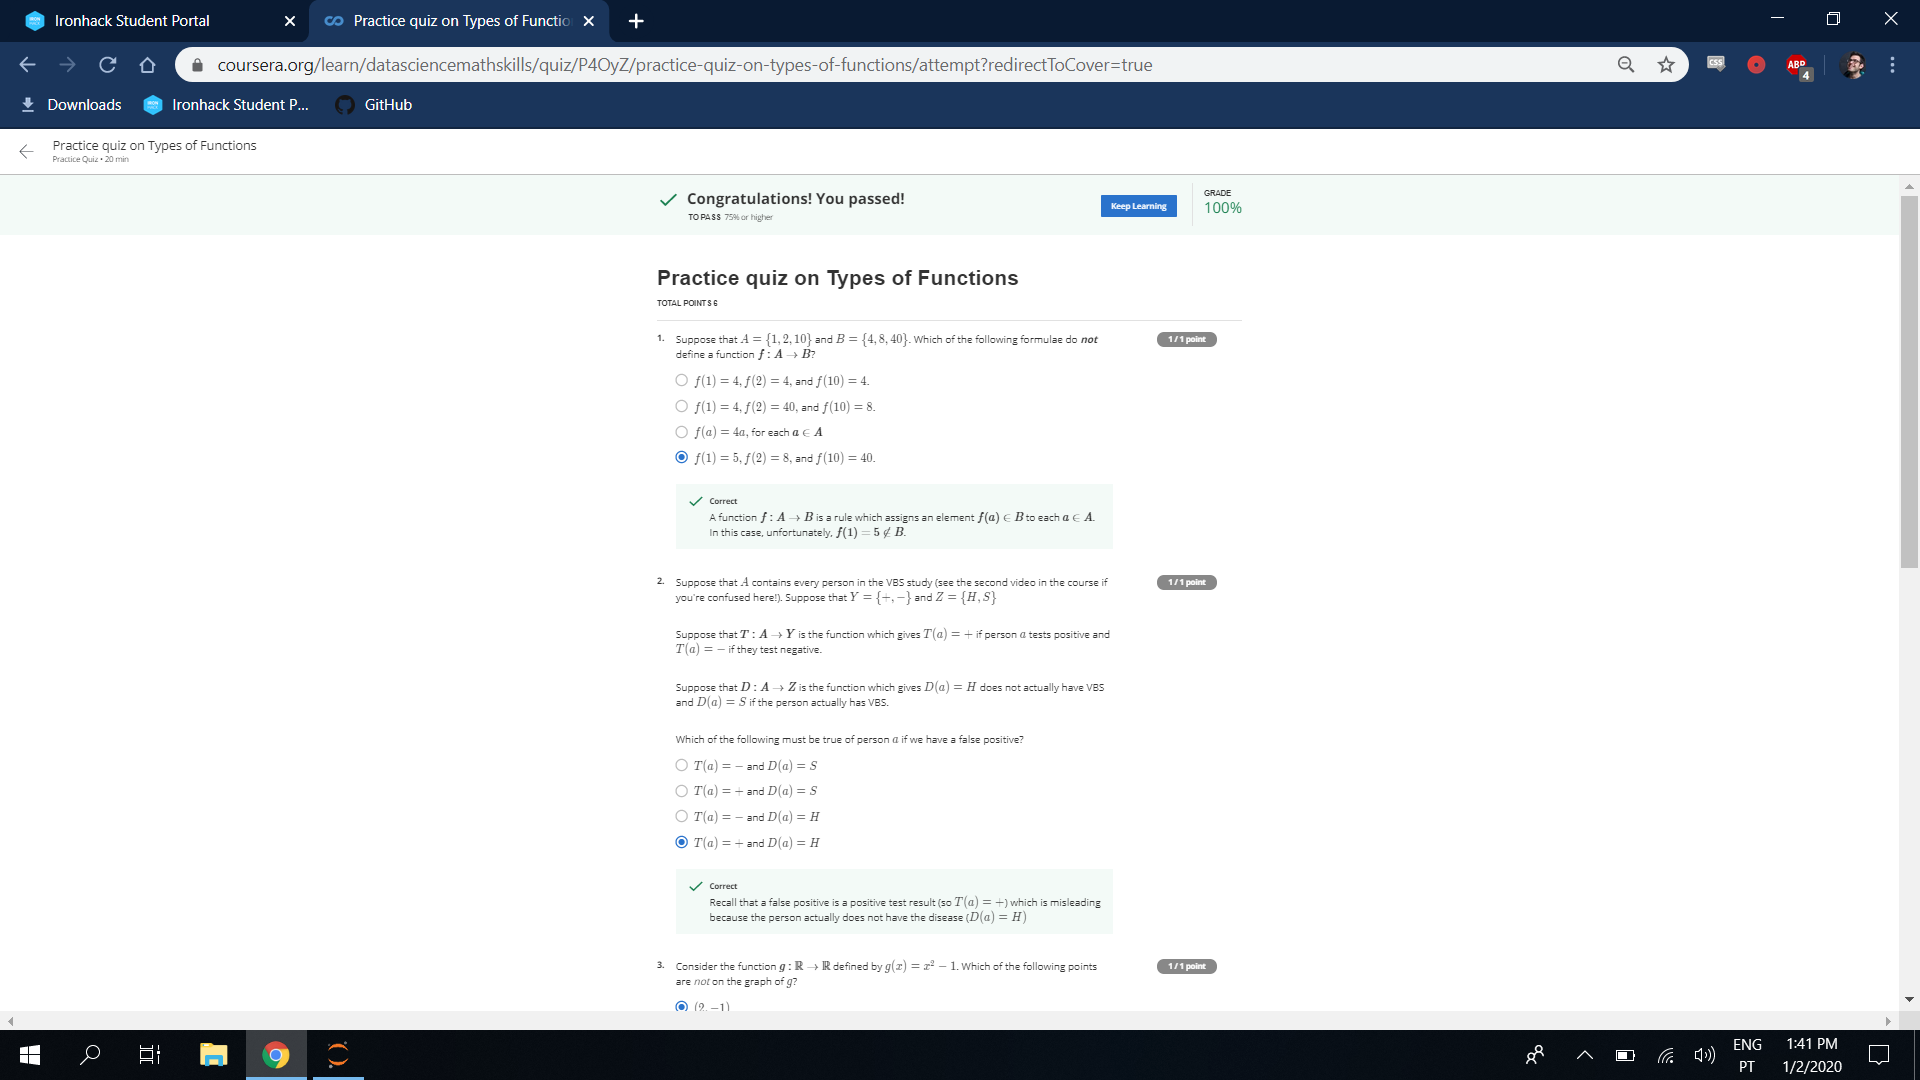 Ironhack Student Portal
Practice quiz on Types of Functio
coursera.org/learn/datasciencemathskills/quiz/P4OyZ/practice-quiz-on-types-of-functions/attempt?redirectToCover=true
CSS
ABP
4
Downloads
Ironhack Student P...
GitHub
Practice quiz on Types of Functions
Practice Quiz • 20 min
Congratulations! You passed!
TO PASS 75% or higher
Keep Learning
GRADE
100%
Practice quiz on Types of Functions
TOTAL POINTS 6
1. Suppose that A = {1, 2, 10} and B = {4, 8, 40}. Which of the following formulae do not
define a function f : A → B?
1 / 1 point
f(1) = 4, f(2) = 4, and f(10) = 4.
f(1) = 4, f(2) = 40, and f(10) = 8.
f(a) = 4a, for each a ∈ A
f(1) = 5, f(2) = 8, and f(10) = 40.
Correct
A function f : A → B is a rule which assigns an element f(a) ∈ B to each a ∈ A.
In this case, unfortunately, f(1) = 5 ∉ B.
2. Suppose that A contains every person in the VBS study (see the second video in the course if
you're confused here!). Suppose that Y = {+, −} and Z = {H, S}
1 / 1 point
Suppose that T : A → Y is the function which gives T(a) = + if person a tests positive and
T(a) = − if they test negative.
Suppose that D : A → Z is the function which gives D(a) = H does not actually have VBS
and D(a) = S if the person actually has VBS.
Which of the following must be true of person a if we have a false positive?
T(a) = − and D(a) = S
T(a) = + and D(a) = S
T(a) = − and D(a) = H
T(a) = + and D(a) = H
Correct
Recall that a false positive is a positive test result (so T(a) = +) which is misleading
because the person actually does not have the disease (D(a) = H)
3. Consider the function g : ℝ → ℝ defined by g(x) = x² − 1. Which of the following points
are not on the graph of g?
1 / 1 point
(2, −1)
ENG
PT
1:41 PM
1/2/2020